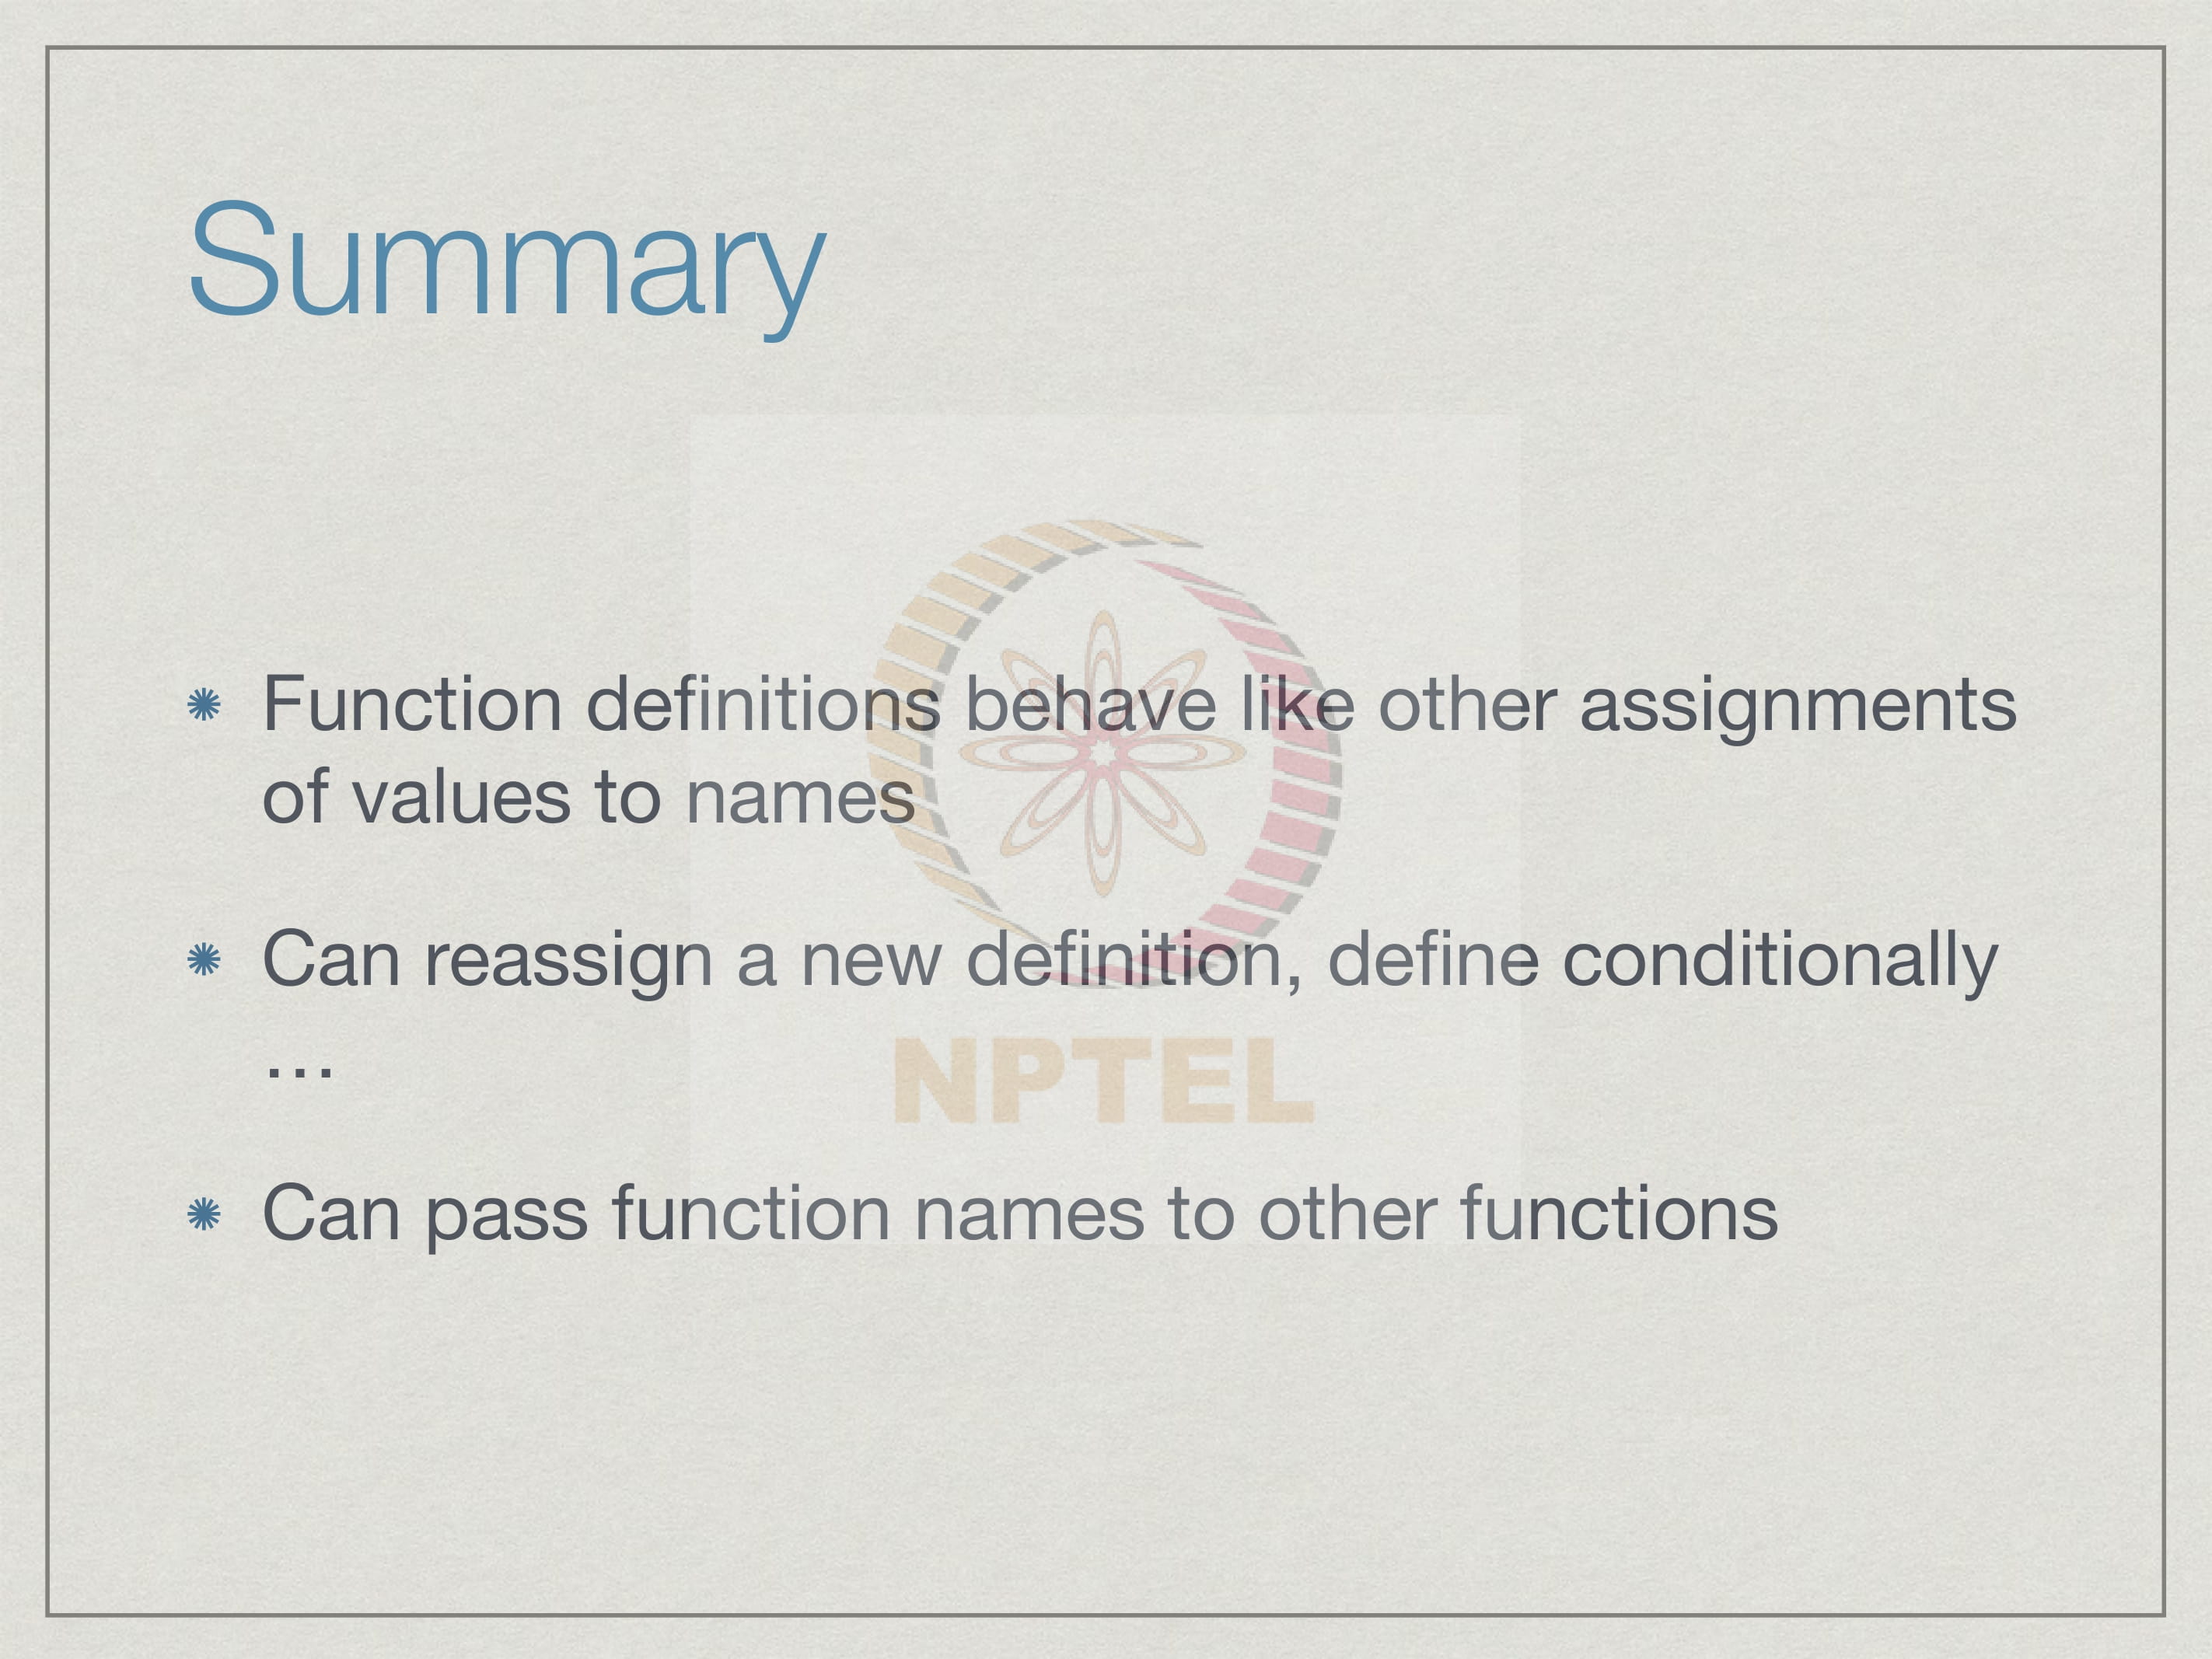 Summary
Function definitions behave like other assignments
of values to names
Can reassign a new definition, define conditionally
…
Can pass function names to other functions
NPTEL